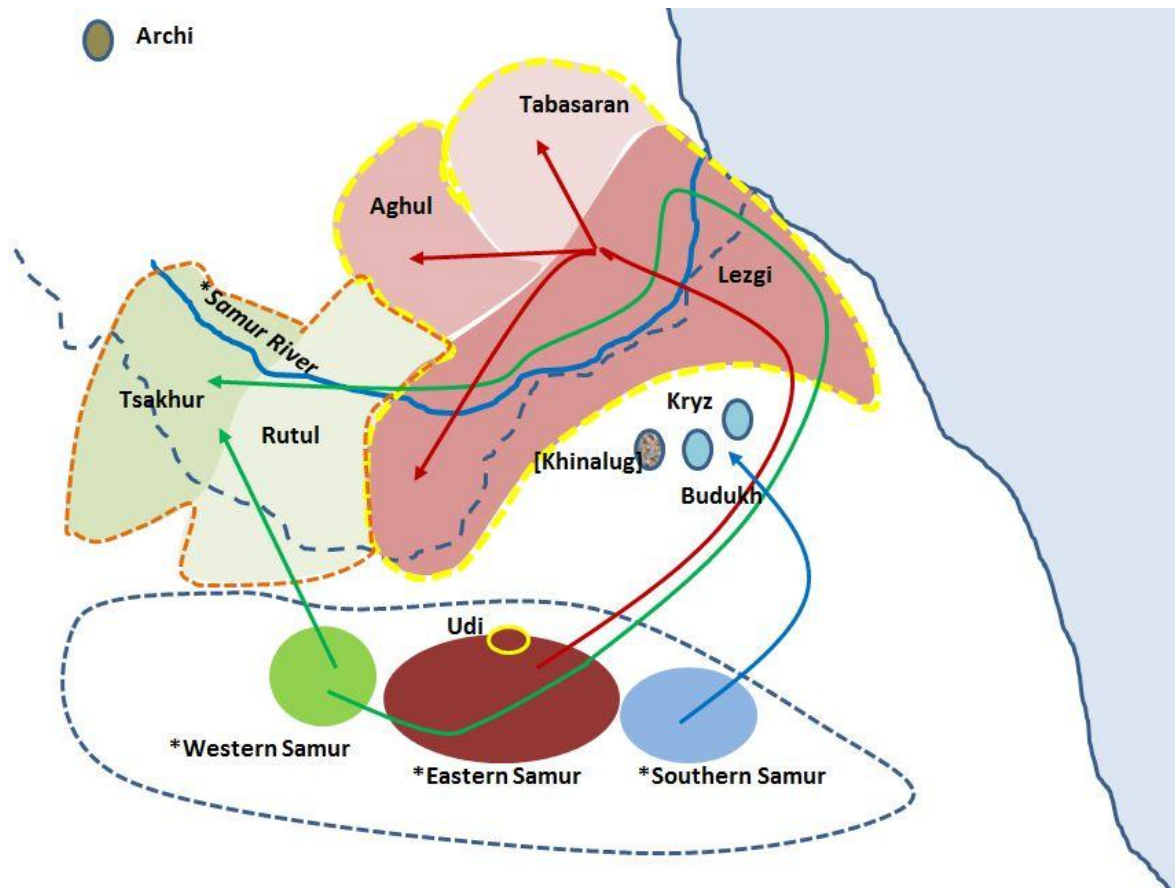 Archi
Tabasaran
Aghul
Lezgi
*Samur River
Tsakhur
Rutul
Kryz
[Khinalug]
Budukh
Udi
*Western Samur
*Eastern Samur
*Southern Samur